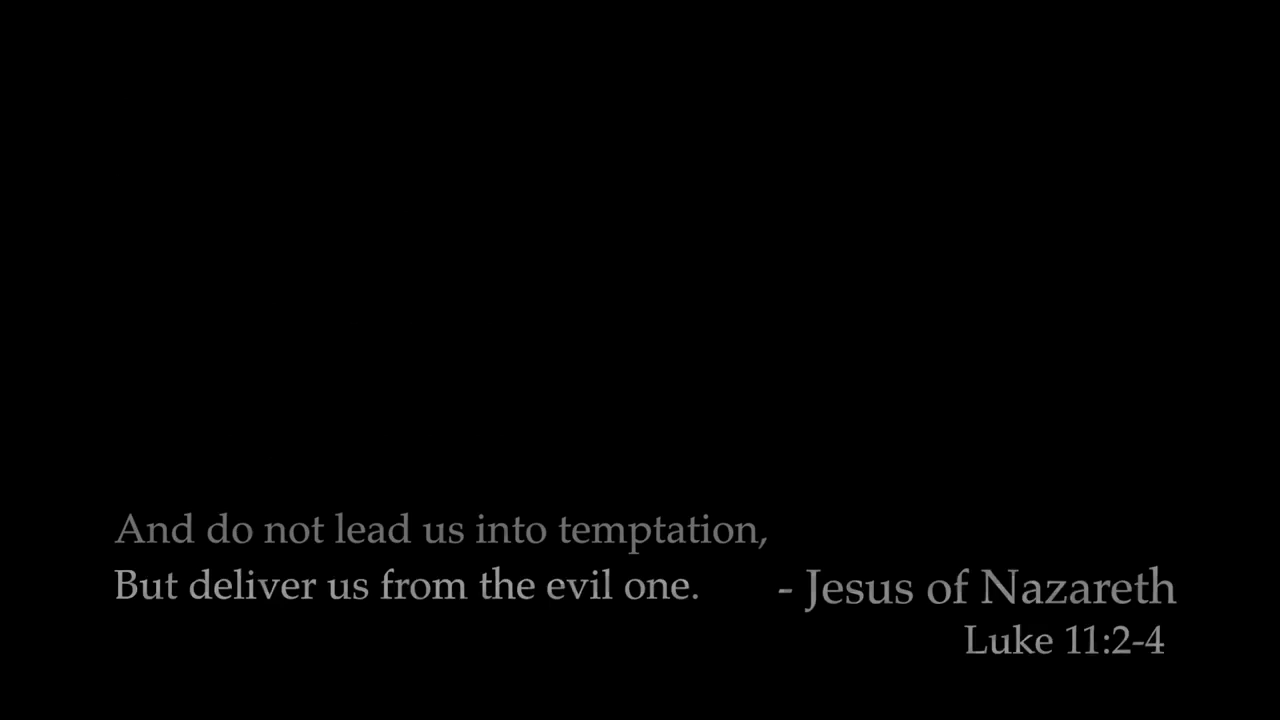 And do not lead us into temptation,
But deliver us from the evil one.
- Jesus of Nazareth
Luke 11:2-4